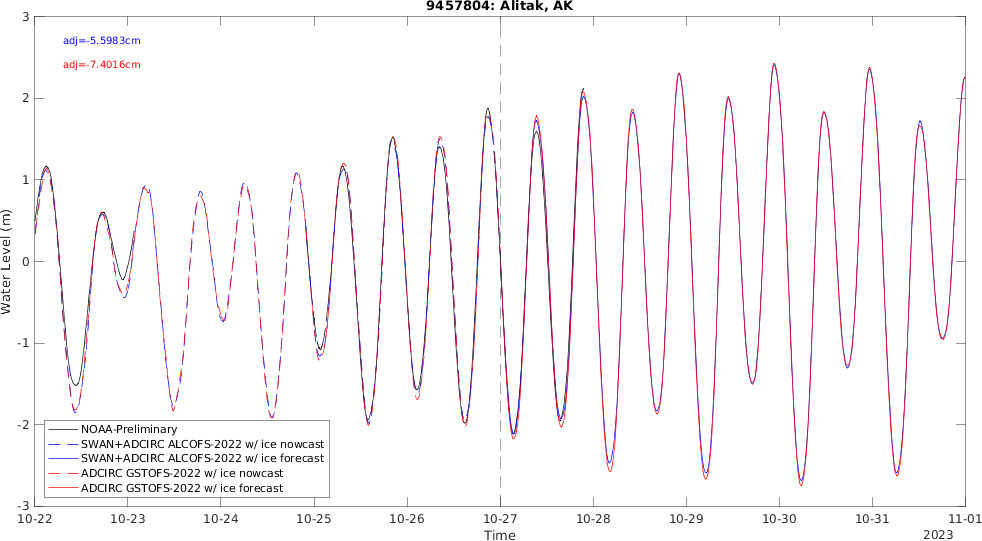 9457804: Alitak, AK
adj=-5.5983cm
adj=-7.4016cm
3
2
1
0
-1
-2
-3
Water Level (m)
NOAA-Preliminary
SWAN+ADCIRC ALCOFS-2022 w/ ice nowcast
SWAN+ADCIRC ALCOFS-2022 w/ ice forecast
ADCIRC GSTOFS-2022 w/ ice nowcast
ADCIRC GSTOFS-2022 w/ ice forecast
10-22 10-23 10-24 10-25 10-26 10-27 10-28 10-29 10-30 10-31 11-01
Time
2023